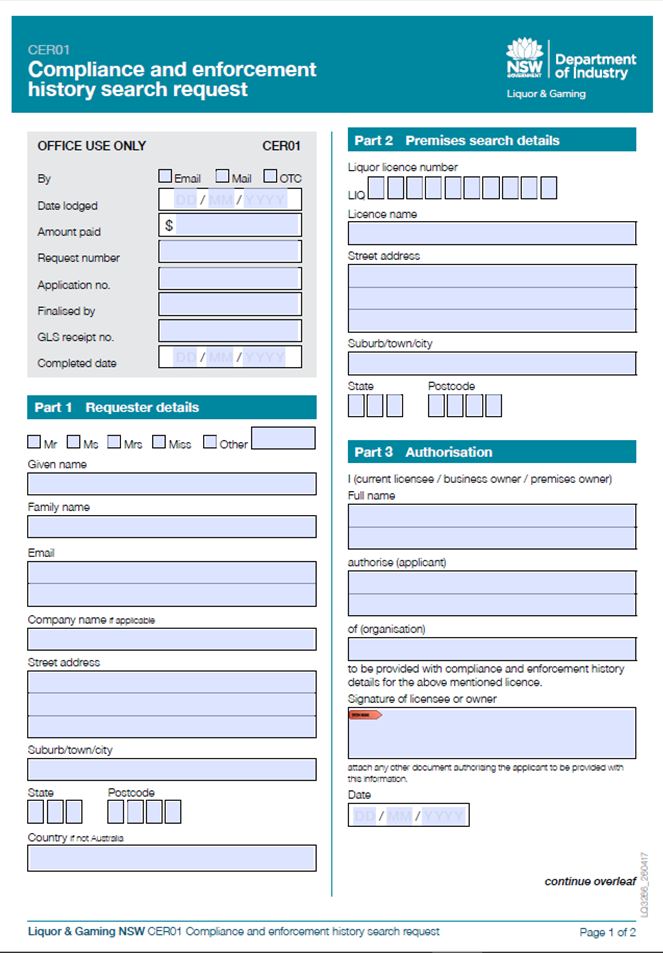 CER01
Compliance and enforcement
history search request
NSW
GOVERNMENT
Department
of Industry
Liquor & Gaming
OFFICE USE ONLY CER01
By Email Mail OTC
Date lodged DD / MM / YYYY
Amount paid $
Request number
Application no.
Finalised by
GLS receipt no.
Completed date DD / MM / YYYY
Part 1 Requester details
Mr Ms Mrs Miss Other
Given name
Family name
Email
Company name if applicable
Street address
Suburb/town/city
State Postcode
Country if not Australia
Part 2 Premises search details
Liquor licence number
LIQ
Licence name
Street address
Suburb/town/city
State Postcode
Part 3 Authorisation
I (current licensee / business owner / premises owner)
Full name
authorise (applicant)
of (organisation)
to be provided with compliance and enforcement history
details for the above mentioned licence.
Signature of licensee or owner
attach any other document authorising the applicant to be provided with
this information.
Date
DD / MM / YYYY
continue overleaf
LQ3266_260417
Liquor & Gaming NSW CER01 Compliance and enforcement history search request
Page 1 of 2